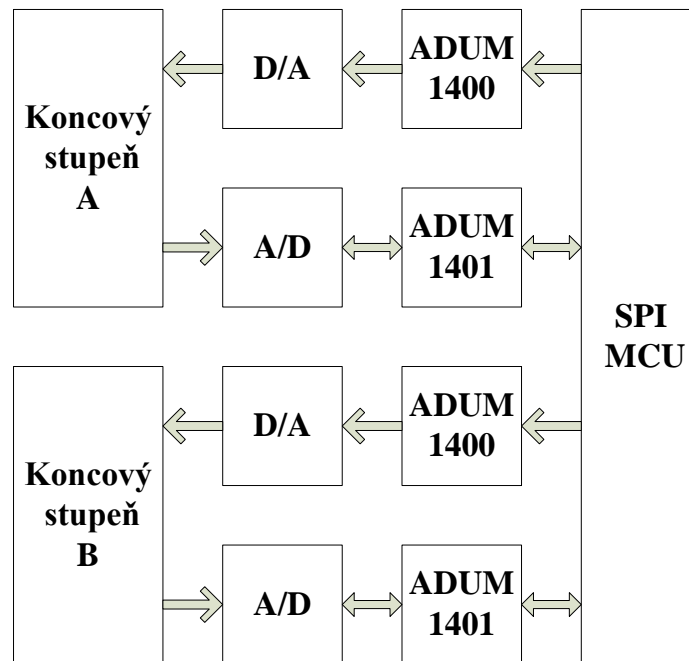 D/A
ADUM
1400
Koncový
stupeň
A
A/D
ADUM
1401
SPI
MCU
D/A
ADUM
1400
Koncový
stupeň
B
A/D
ADUM
1401